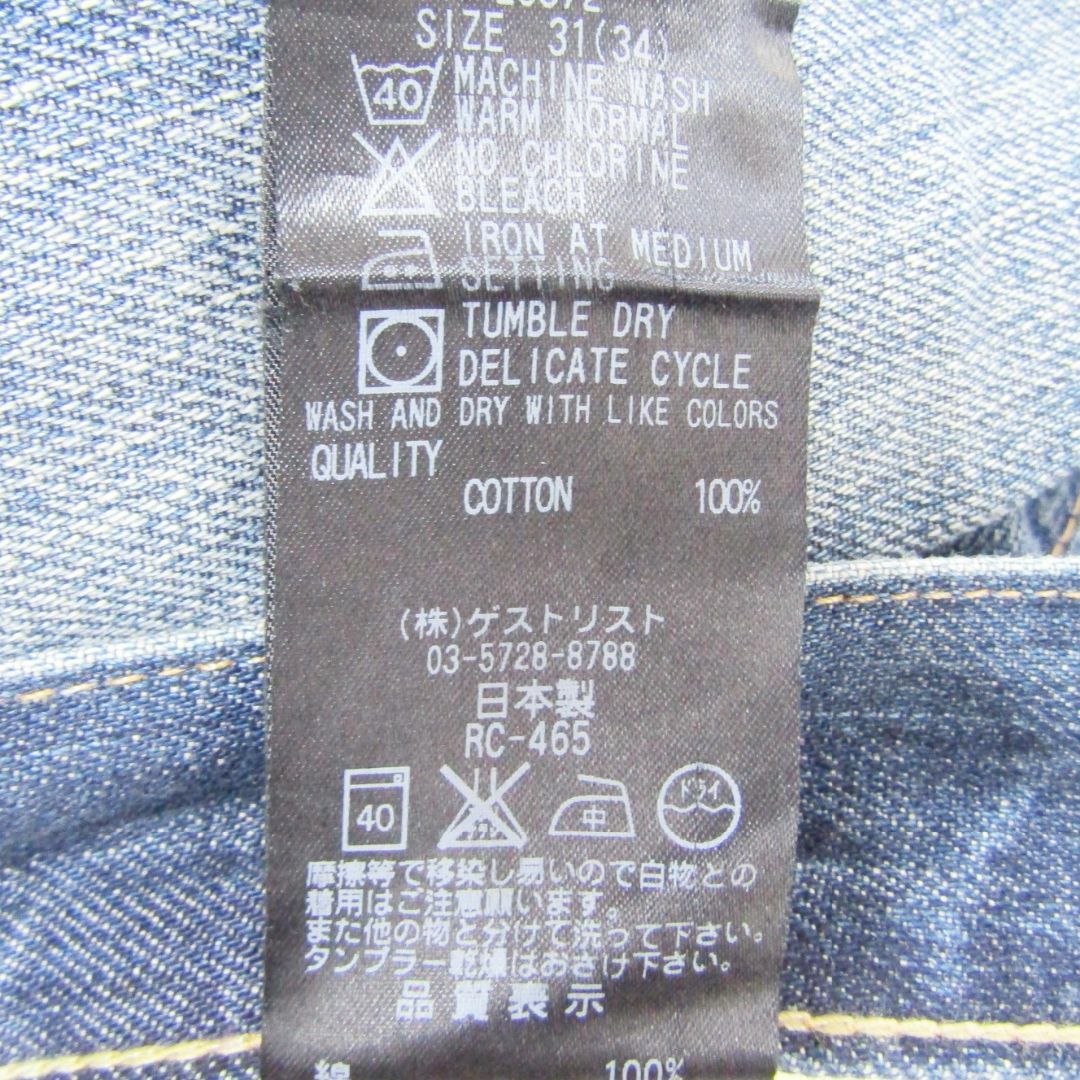 SIZE 31(34)
40 MACHINE WASH
WARM NORMAL
NO CHLORINE
BLEACH
IRON AT MEDIUM
SETTING
TUMBLE DRY
DELICATE CYCLE
WASH AND DRY WITH LIKE COLORS
QUALITY
COTTON 100%
(株)ゲストリスト
03-5728-8788
日本製
RC-465
40 中 ドライ
摩擦等で移染し易いので白物との
着用はご注意願います。
また他の物と分けて洗って下さい。
タンブラー乾燥はおさけ下さい。
品質表示
綿 100%